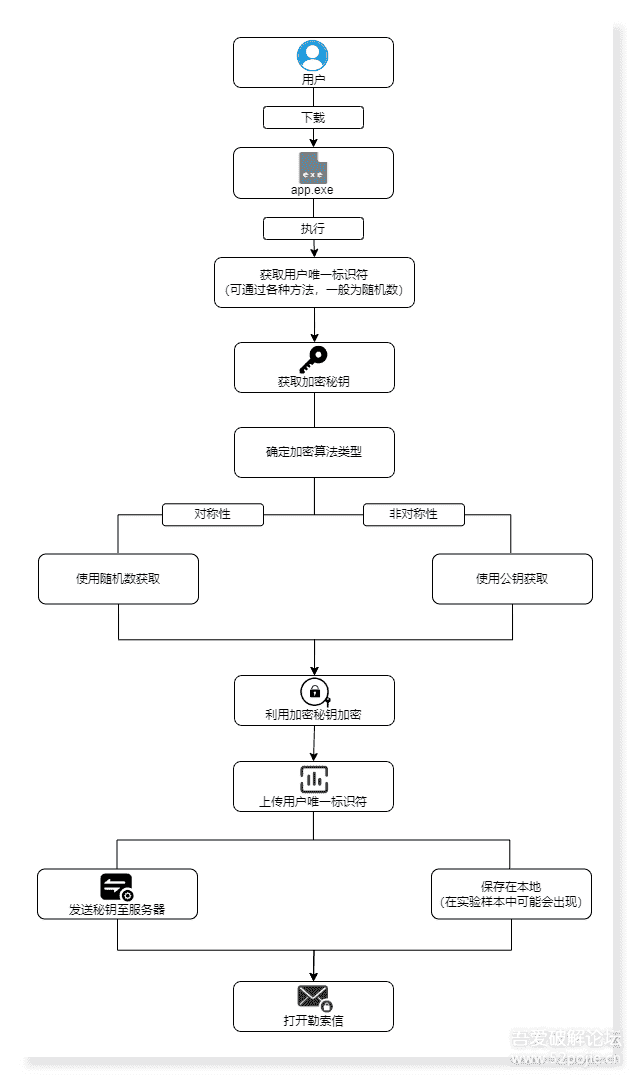 用户
下载
exe
app.exe
执行
获取用户唯一标识符
（可通过各种方法，一般为随机数）
获取加密秘钥
确定加密算法类型
对称性
非对称性
使用随机数获取
使用公钥获取
利用加密秘钥加密
上传用户唯一标识符
发送秘钥至服务器
保存在本地
（在实验样本中可能会出现）
打开勒索信
吾爱破解论坛
www.52pojie.cn